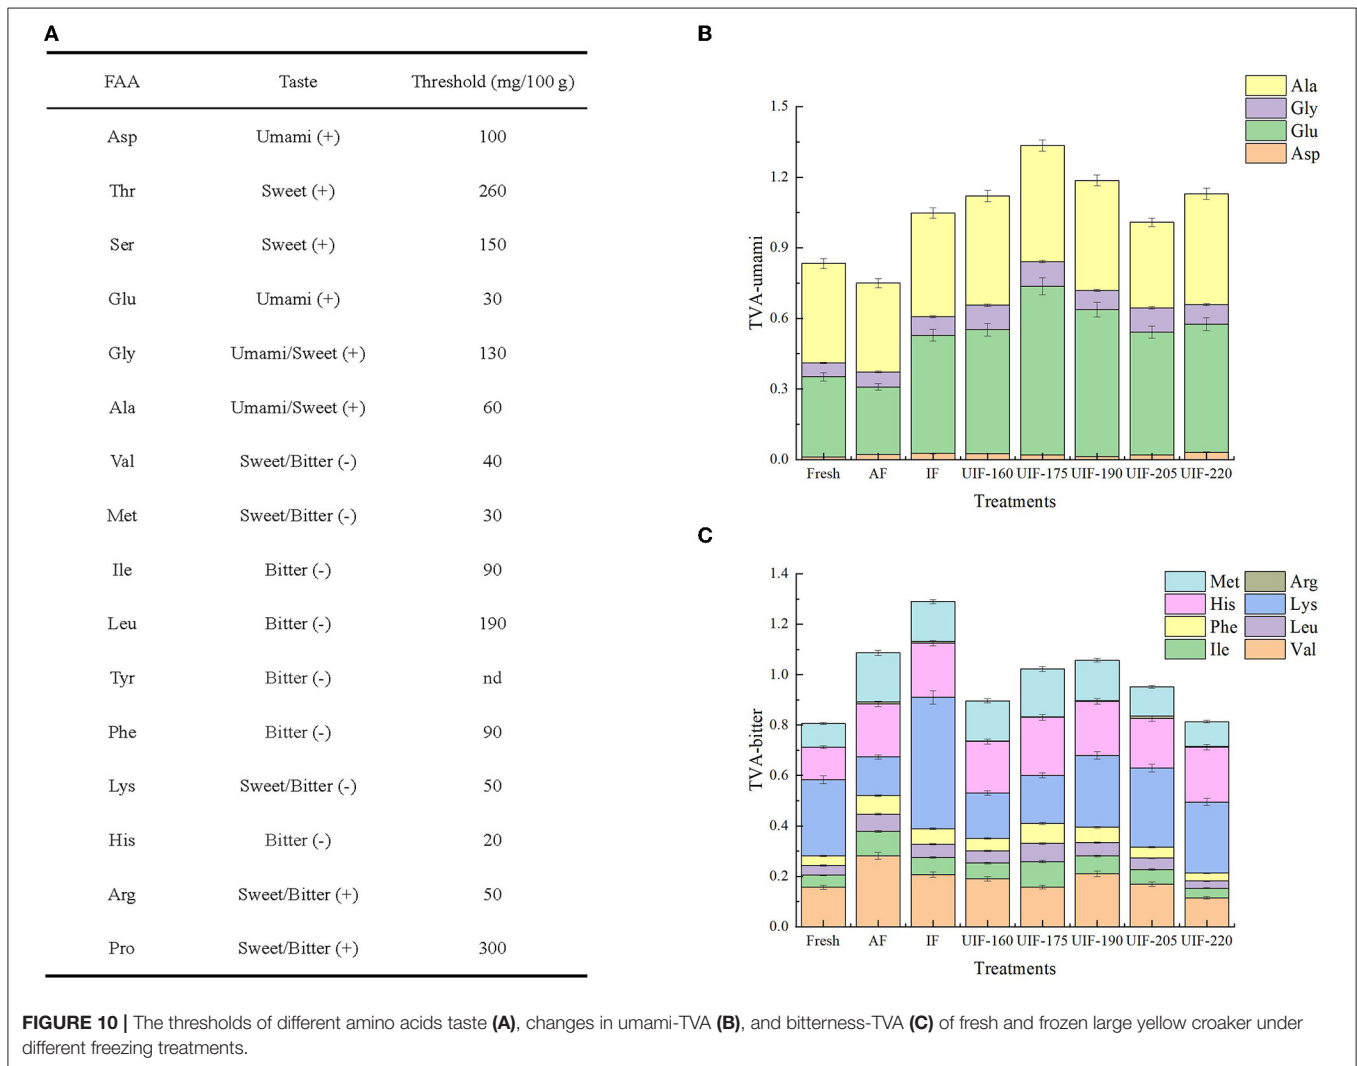 A
FAA Taste Threshold (mg/100 g)
Asp Umami (+) 100
Thr Sweet (+) 260
Ser Sweet (+) 150
Glu Umami (+) 30
Gly Umami/Sweet (+) 130
Ala Umami/Sweet (+) 60
Val Sweet/Bitter (-) 40
Met Sweet/Bitter (-) 30
Ile Bitter (-) 90
Leu Bitter (-) 190
Tyr Bitter (-) nd
Phe Bitter (-) 90
Lys Sweet/Bitter (-) 50
His Bitter (-) 20
Arg Sweet/Bitter (+) 50
Pro Sweet/Bitter (+) 300
B
Ala
Gly
Glu
Asp
1.5
1.2
0.9
0.6
0.3
0.0
TVA-umami
Fresh AF IF UIF-160 UIF-175 UIF-190 UIF-205 UIF-220
Treatments
C
Met Arg
His Lys
Phe Leu
Ile Val
1.4
1.2
1.0
0.8
0.6
0.4
0.2
0.0
TVA-bitter
Fresh AF IF UIF-160 UIF-175 UIF-190 UIF-205 UIF-220
Treatments
FIGURE 10 | The thresholds of different amino acids taste (A), changes in umami-TVA (B), and bitterness-TVA (C) of fresh and frozen large yellow croaker under
different freezing treatments.